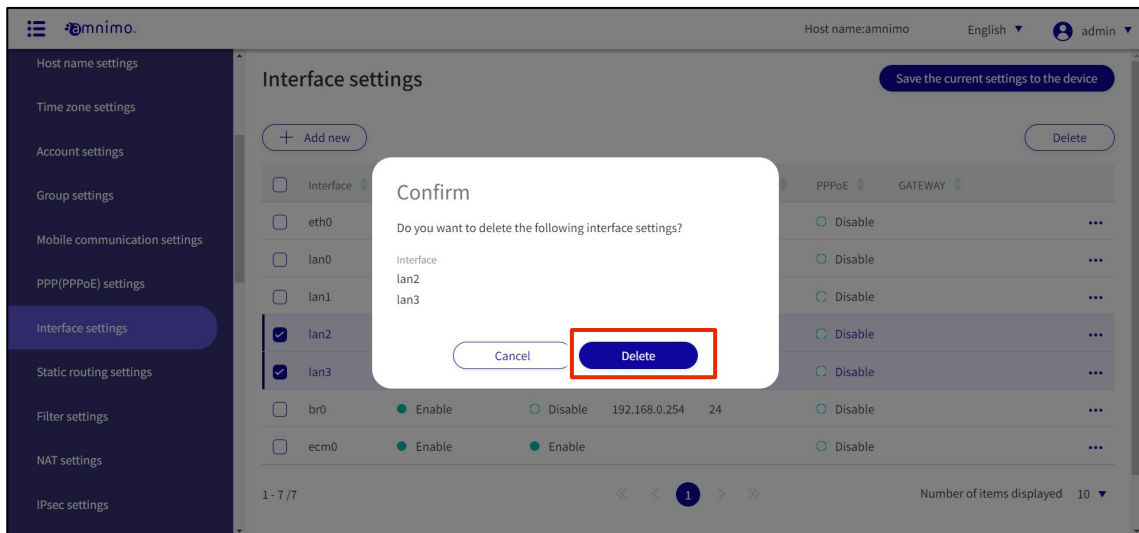 amnimo
Host name:amnimo English admin
Host name settings
Time zone settings
Account settings
Group settings
Mobile communication settings
PPP(PPPoE) settings
Interface settings
Static routing settings
Filter settings
NAT settings
IPsec settings
Interface settings
Save the current settings to the device
+ Add new
Delete
Interface PPPoE GATEWAY
eth0 Disable ...
lan0 Disable ...
lan1 Disable ...
lan2 Disable ...
lan3 Disable ...
br0 Enable Disable 192.168.0.254 24 Disable ...
ecm0 Enable Enable Disable ...
Confirm
Do you want to delete the following interface settings?
Interface
lan2
lan3
Cancel Delete
1 - 7 /7 1 Number of items displayed 10